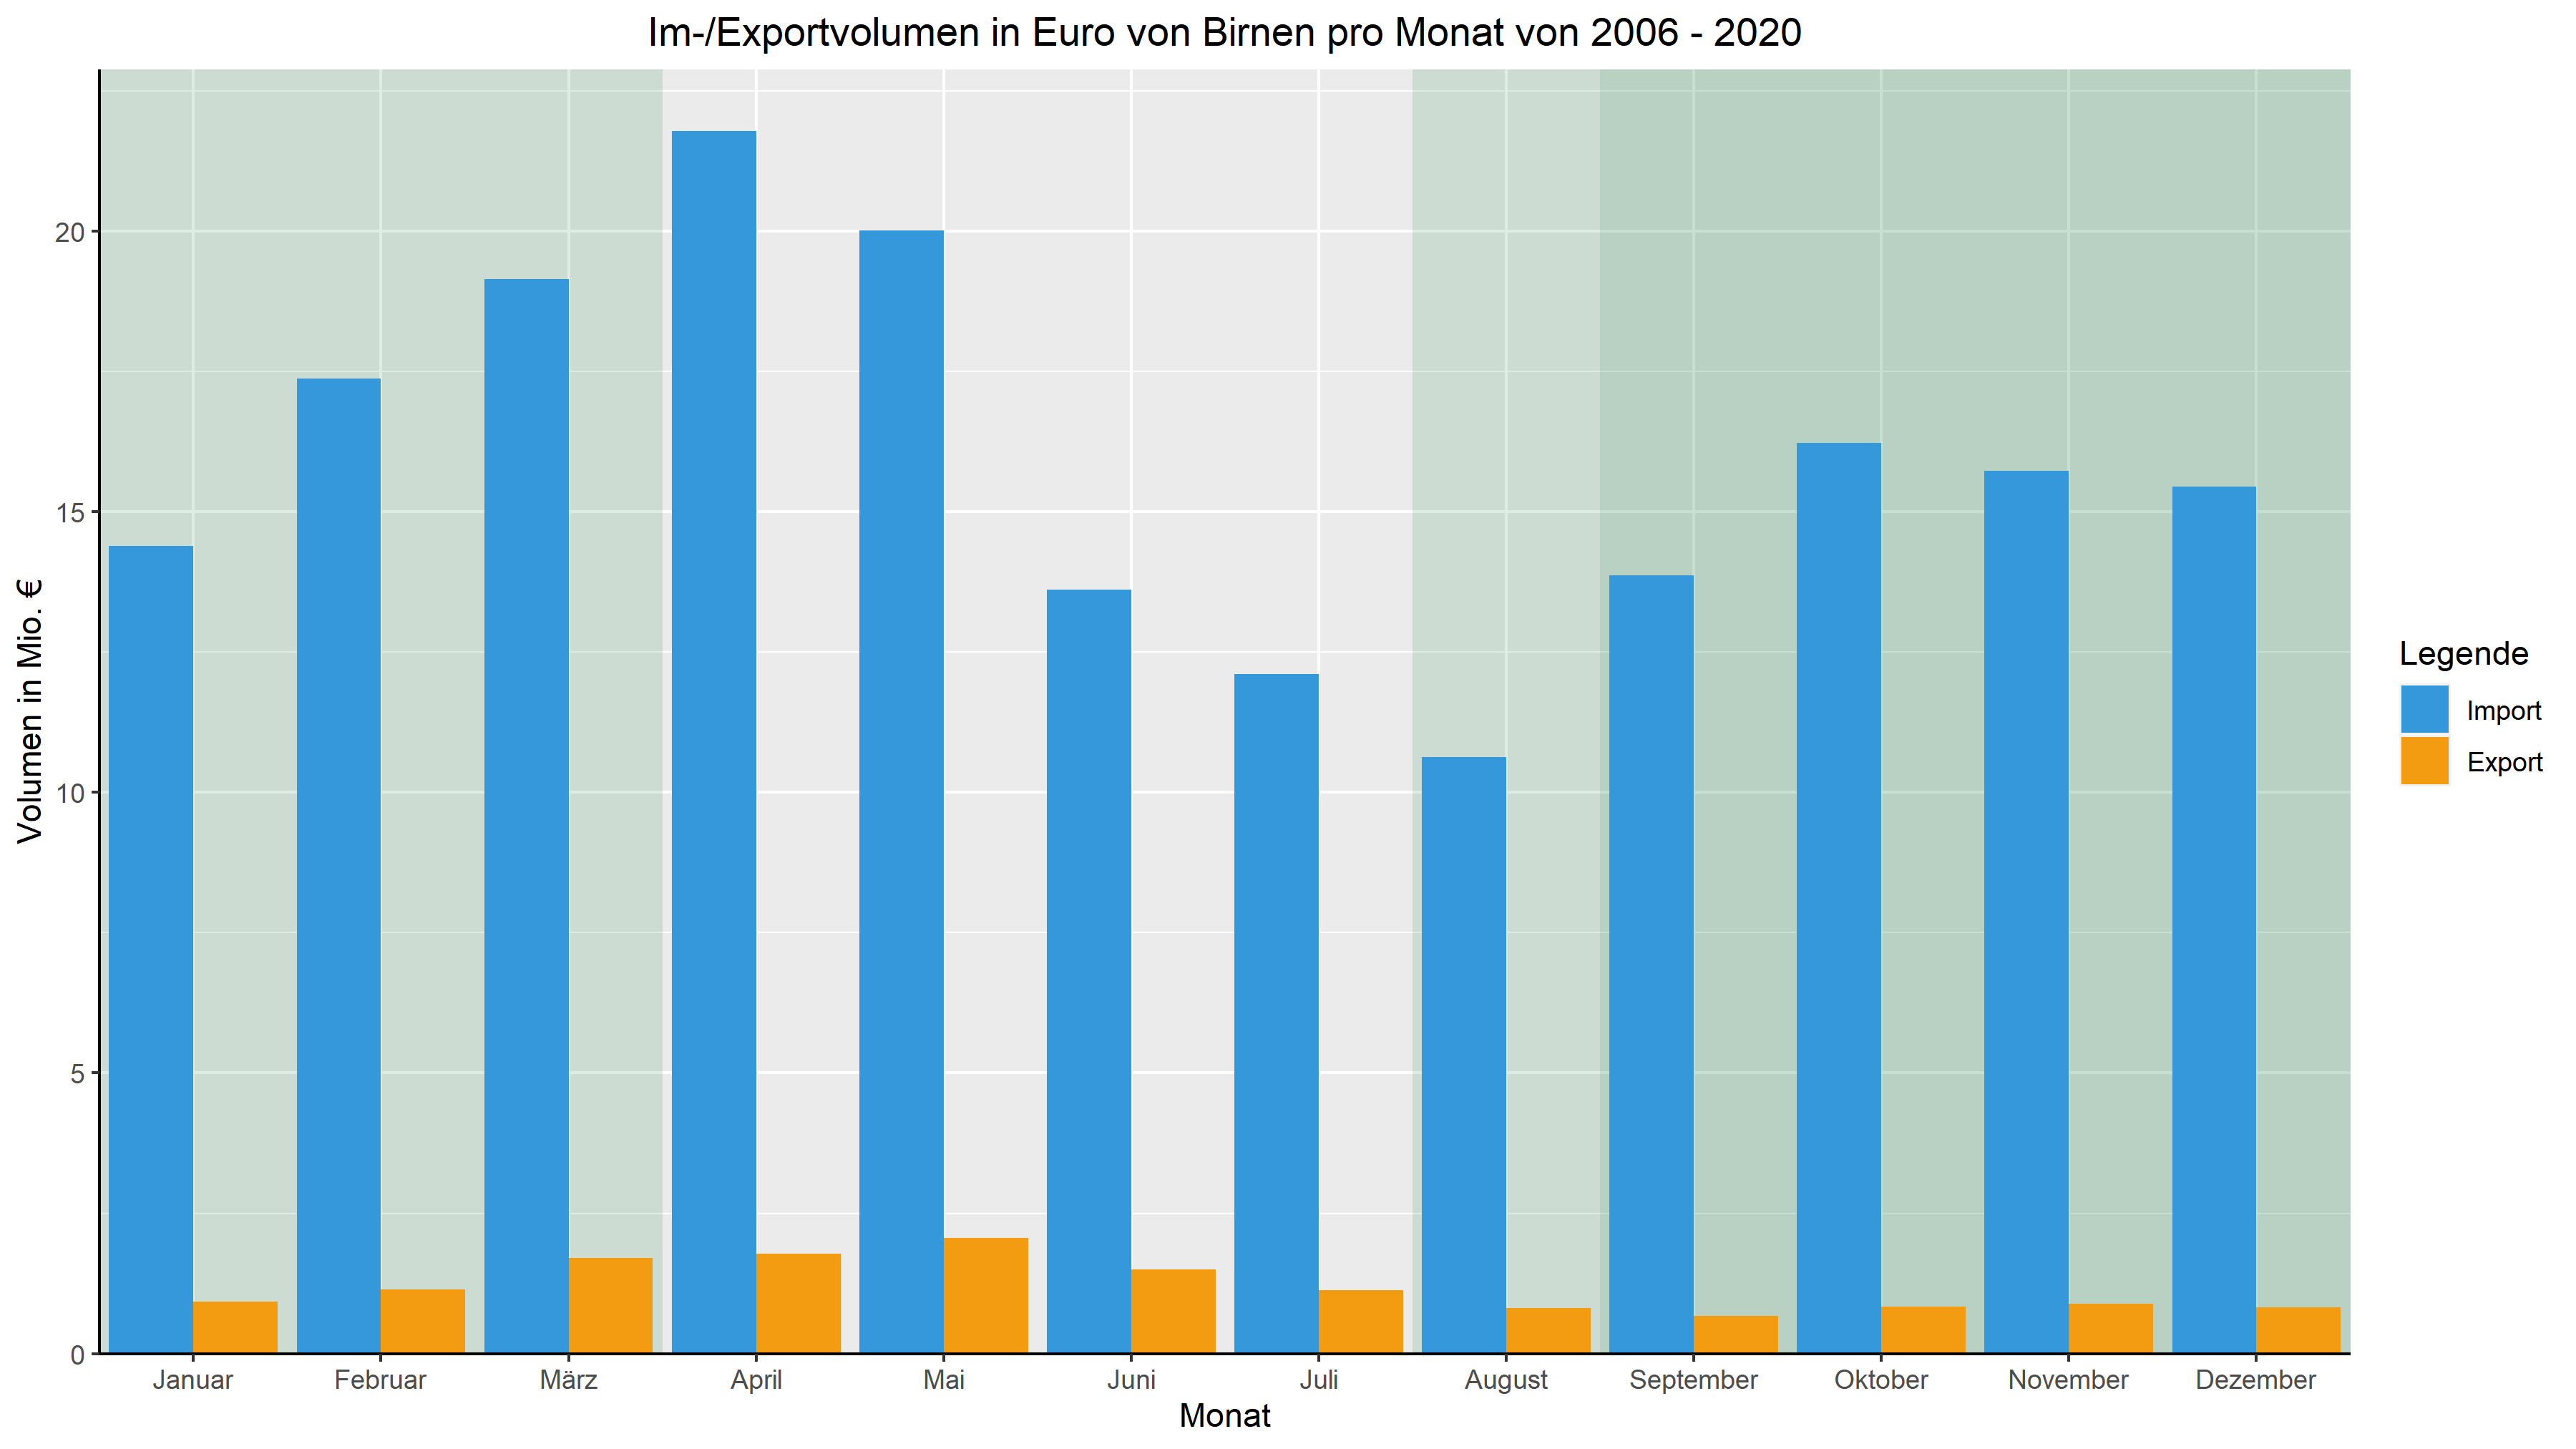 Im-/Exportvolumen in Euro von Birnen pro Monat von 2006 - 2020
Volumen in Mio. €
20
15
10
5
0
Januar Februar März April Mai Juni Juli August September Oktober November Dezember
Monat
Legende
Import
Export